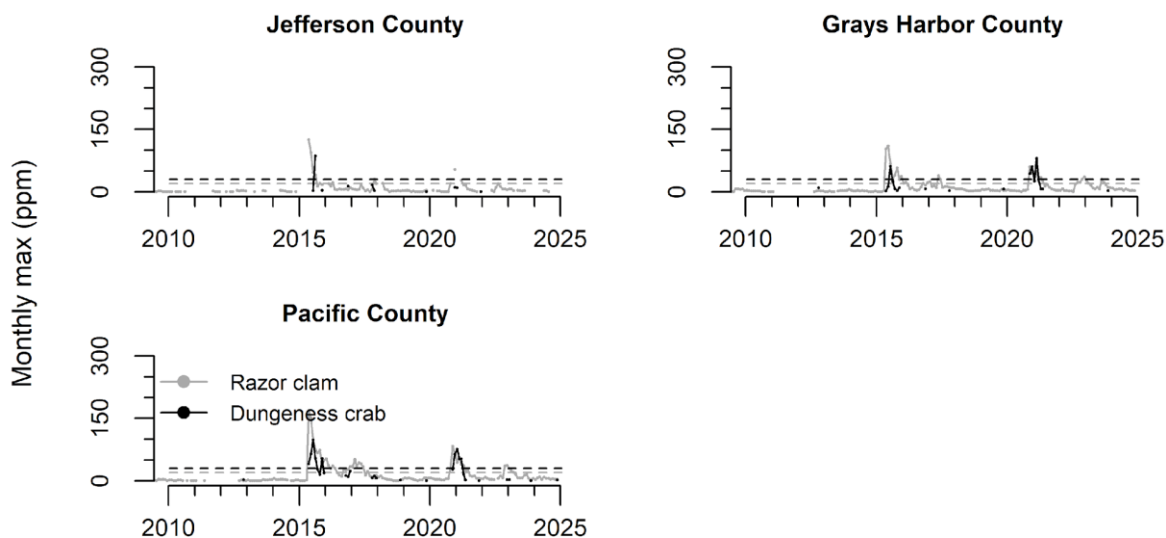 Jefferson County
Grays Harbor County
300
150
0
2010 2015 2020 2025
300
150
0
2010 2015 2020 2025
Monthly max (ppm)
Pacific County
300
150
0
Razor clam
Dungeness crab
2010 2015 2020 2025